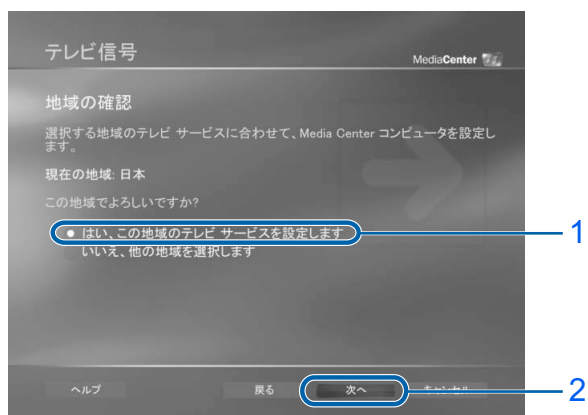 テレビ信号
MediaCenter
地域の確認
選択する地域のテレビ サービスに合わせて、Media Center コンピュータを設定し
ます。
現在の地域: 日本
この地域でよろしいですか?
はい、この地域のテレビ サービスを設定します
1
いいえ、他の地域を選択します
ヘルプ
戻る
次へ
キャンセル
2